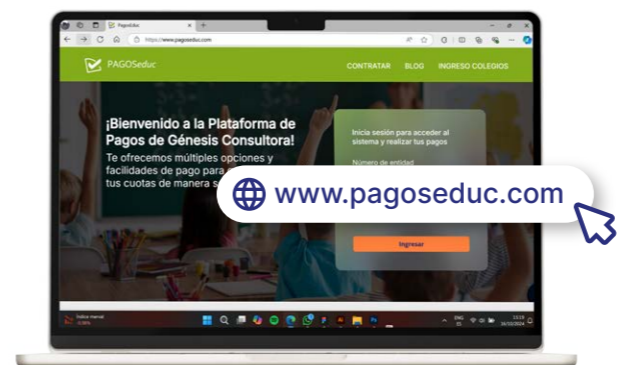 PagosEduc
https://www.pagoseduc.com
PAGOSeduc
CONTRATAR BLOG INGRESO COLEGIOS
¡Bienvenido a la Plataforma de
Pagos de Génesis Consultora!
Te ofrecemos múltiples opciones y
facilidades de pago para
tus cuotas de manera
Inicia sesión para acceder al
sistema y realizar tus pagos
Número de entidad
www.pagoseduc.com
Ingresar
ENG
ES